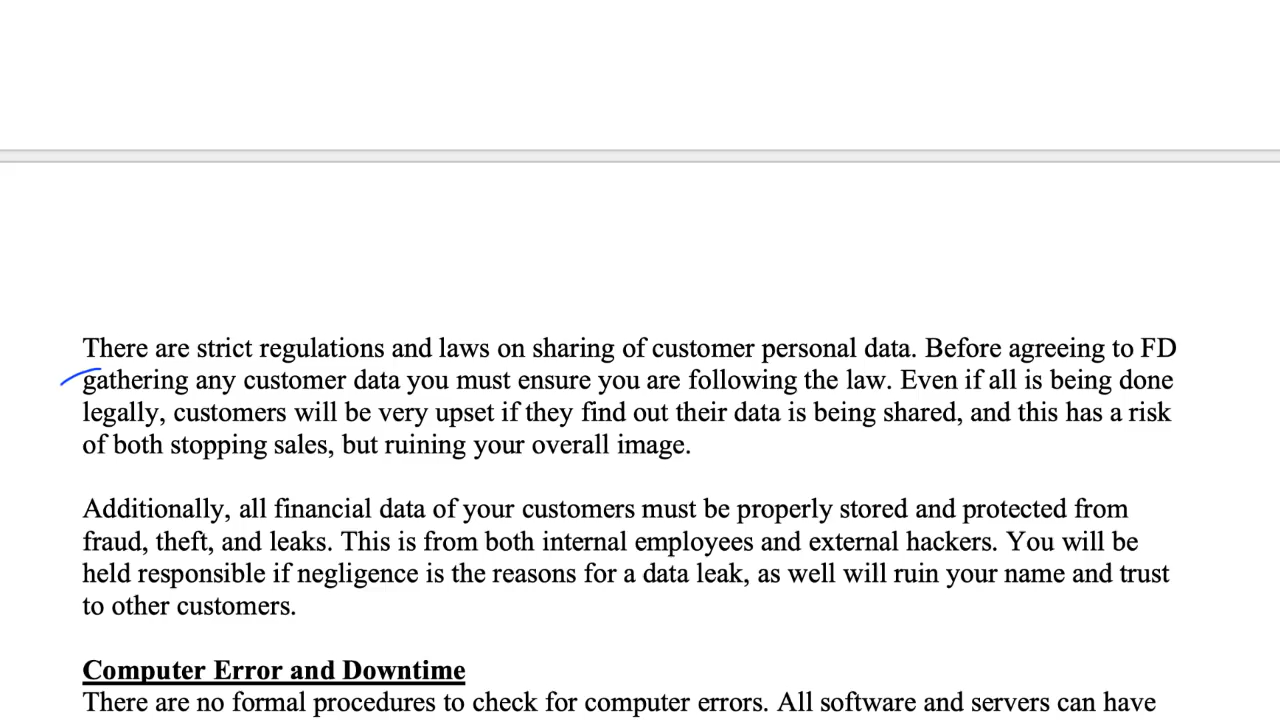 There are strict regulations and laws on sharing of customer personal data. Before agreeing to FD
gathering any customer data you must ensure you are following the law. Even if all is being done
legally, customers will be very upset if they find out their data is being shared, and this has a risk
of both stopping sales, but ruining your overall image.
Additionally, all financial data of your customers must be properly stored and protected from
fraud, theft, and leaks. This is from both internal employees and external hackers. You will be
held responsible if negligence is the reasons for a data leak, as well will ruin your name and trust
to other customers.
Computer Error and Downtime
There are no formal procedures to check for computer errors. All software and servers can have